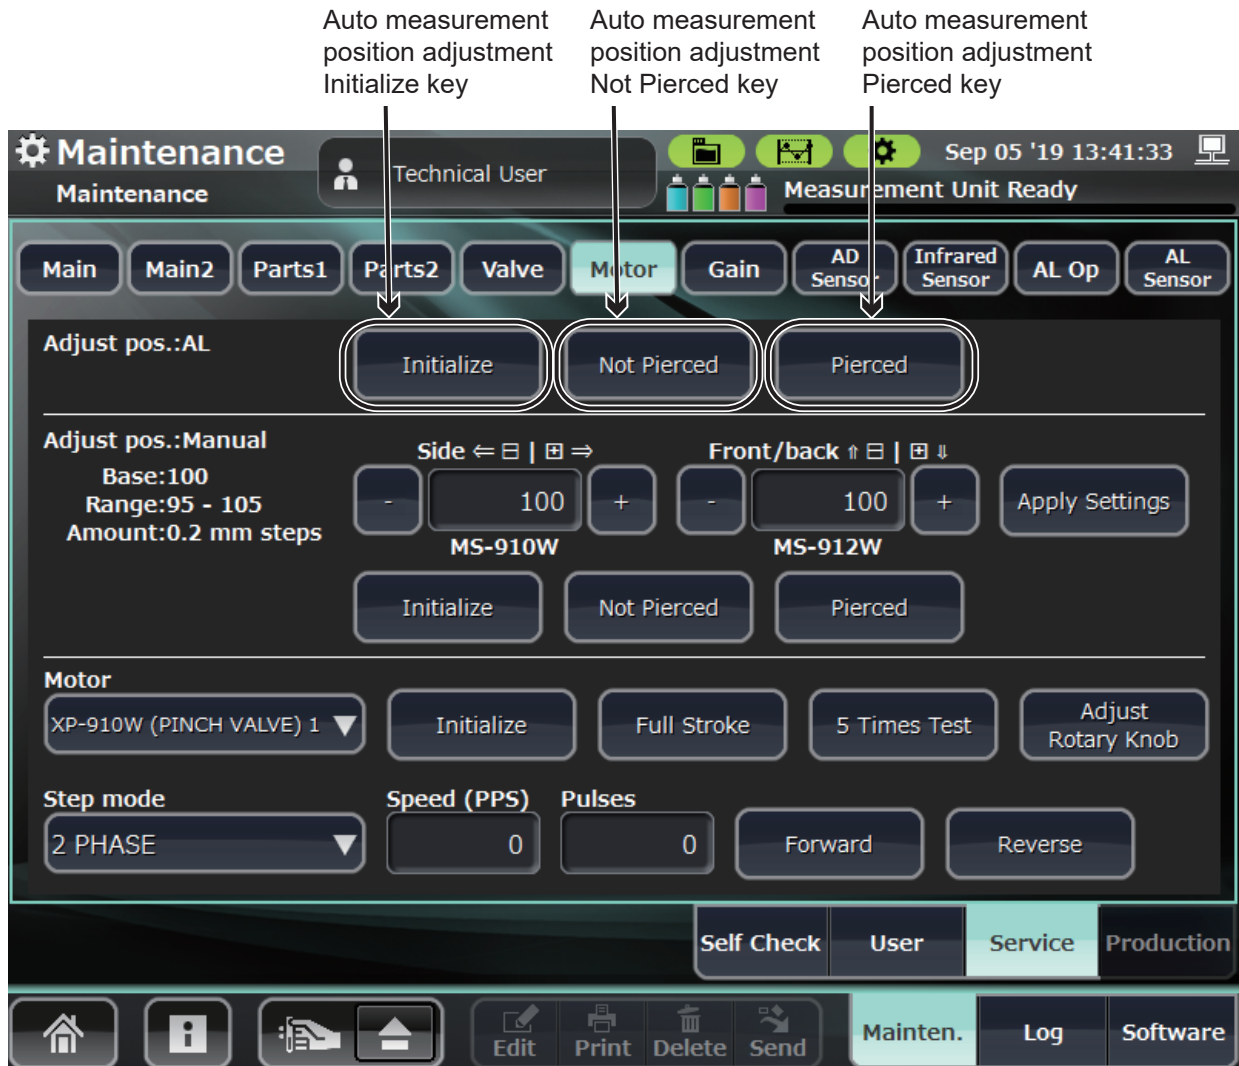 Auto measurement position adjustment Initialize key
Auto measurement position adjustment Not Pierced key
Auto measurement position adjustment Pierced key
Maintenance
Maintenance
Technical User
Sep 05 '19 13:41:33
Measurement Unit Ready
Main Main2 Parts1 Parts2 Valve Motor Gain AD Sensor Infrared Sensor AL Op AL Sensor
Adjust pos.:AL Initialize Not Pierced Pierced
Adjust pos.:Manual
Base:100
Range:95 - 105
Amount:0.2 mm steps
Side ⇐ ⊟ | ⊞ ⇒ Front/back ⇑ ⊟ | ⊞ ⇓
- 100 + - 100 + Apply Settings
MS-910W MS-912W
Initialize Not Pierced Pierced
Motor
XP-910W (PINCH VALVE) 1 Initialize Full Stroke 5 Times Test Adjust Rotary Knob
Step mode Speed (PPS) Pulses
2 PHASE 0 0 Forward Reverse
Self Check User Service Production
Edit Print Delete Send Mainten. Log Software